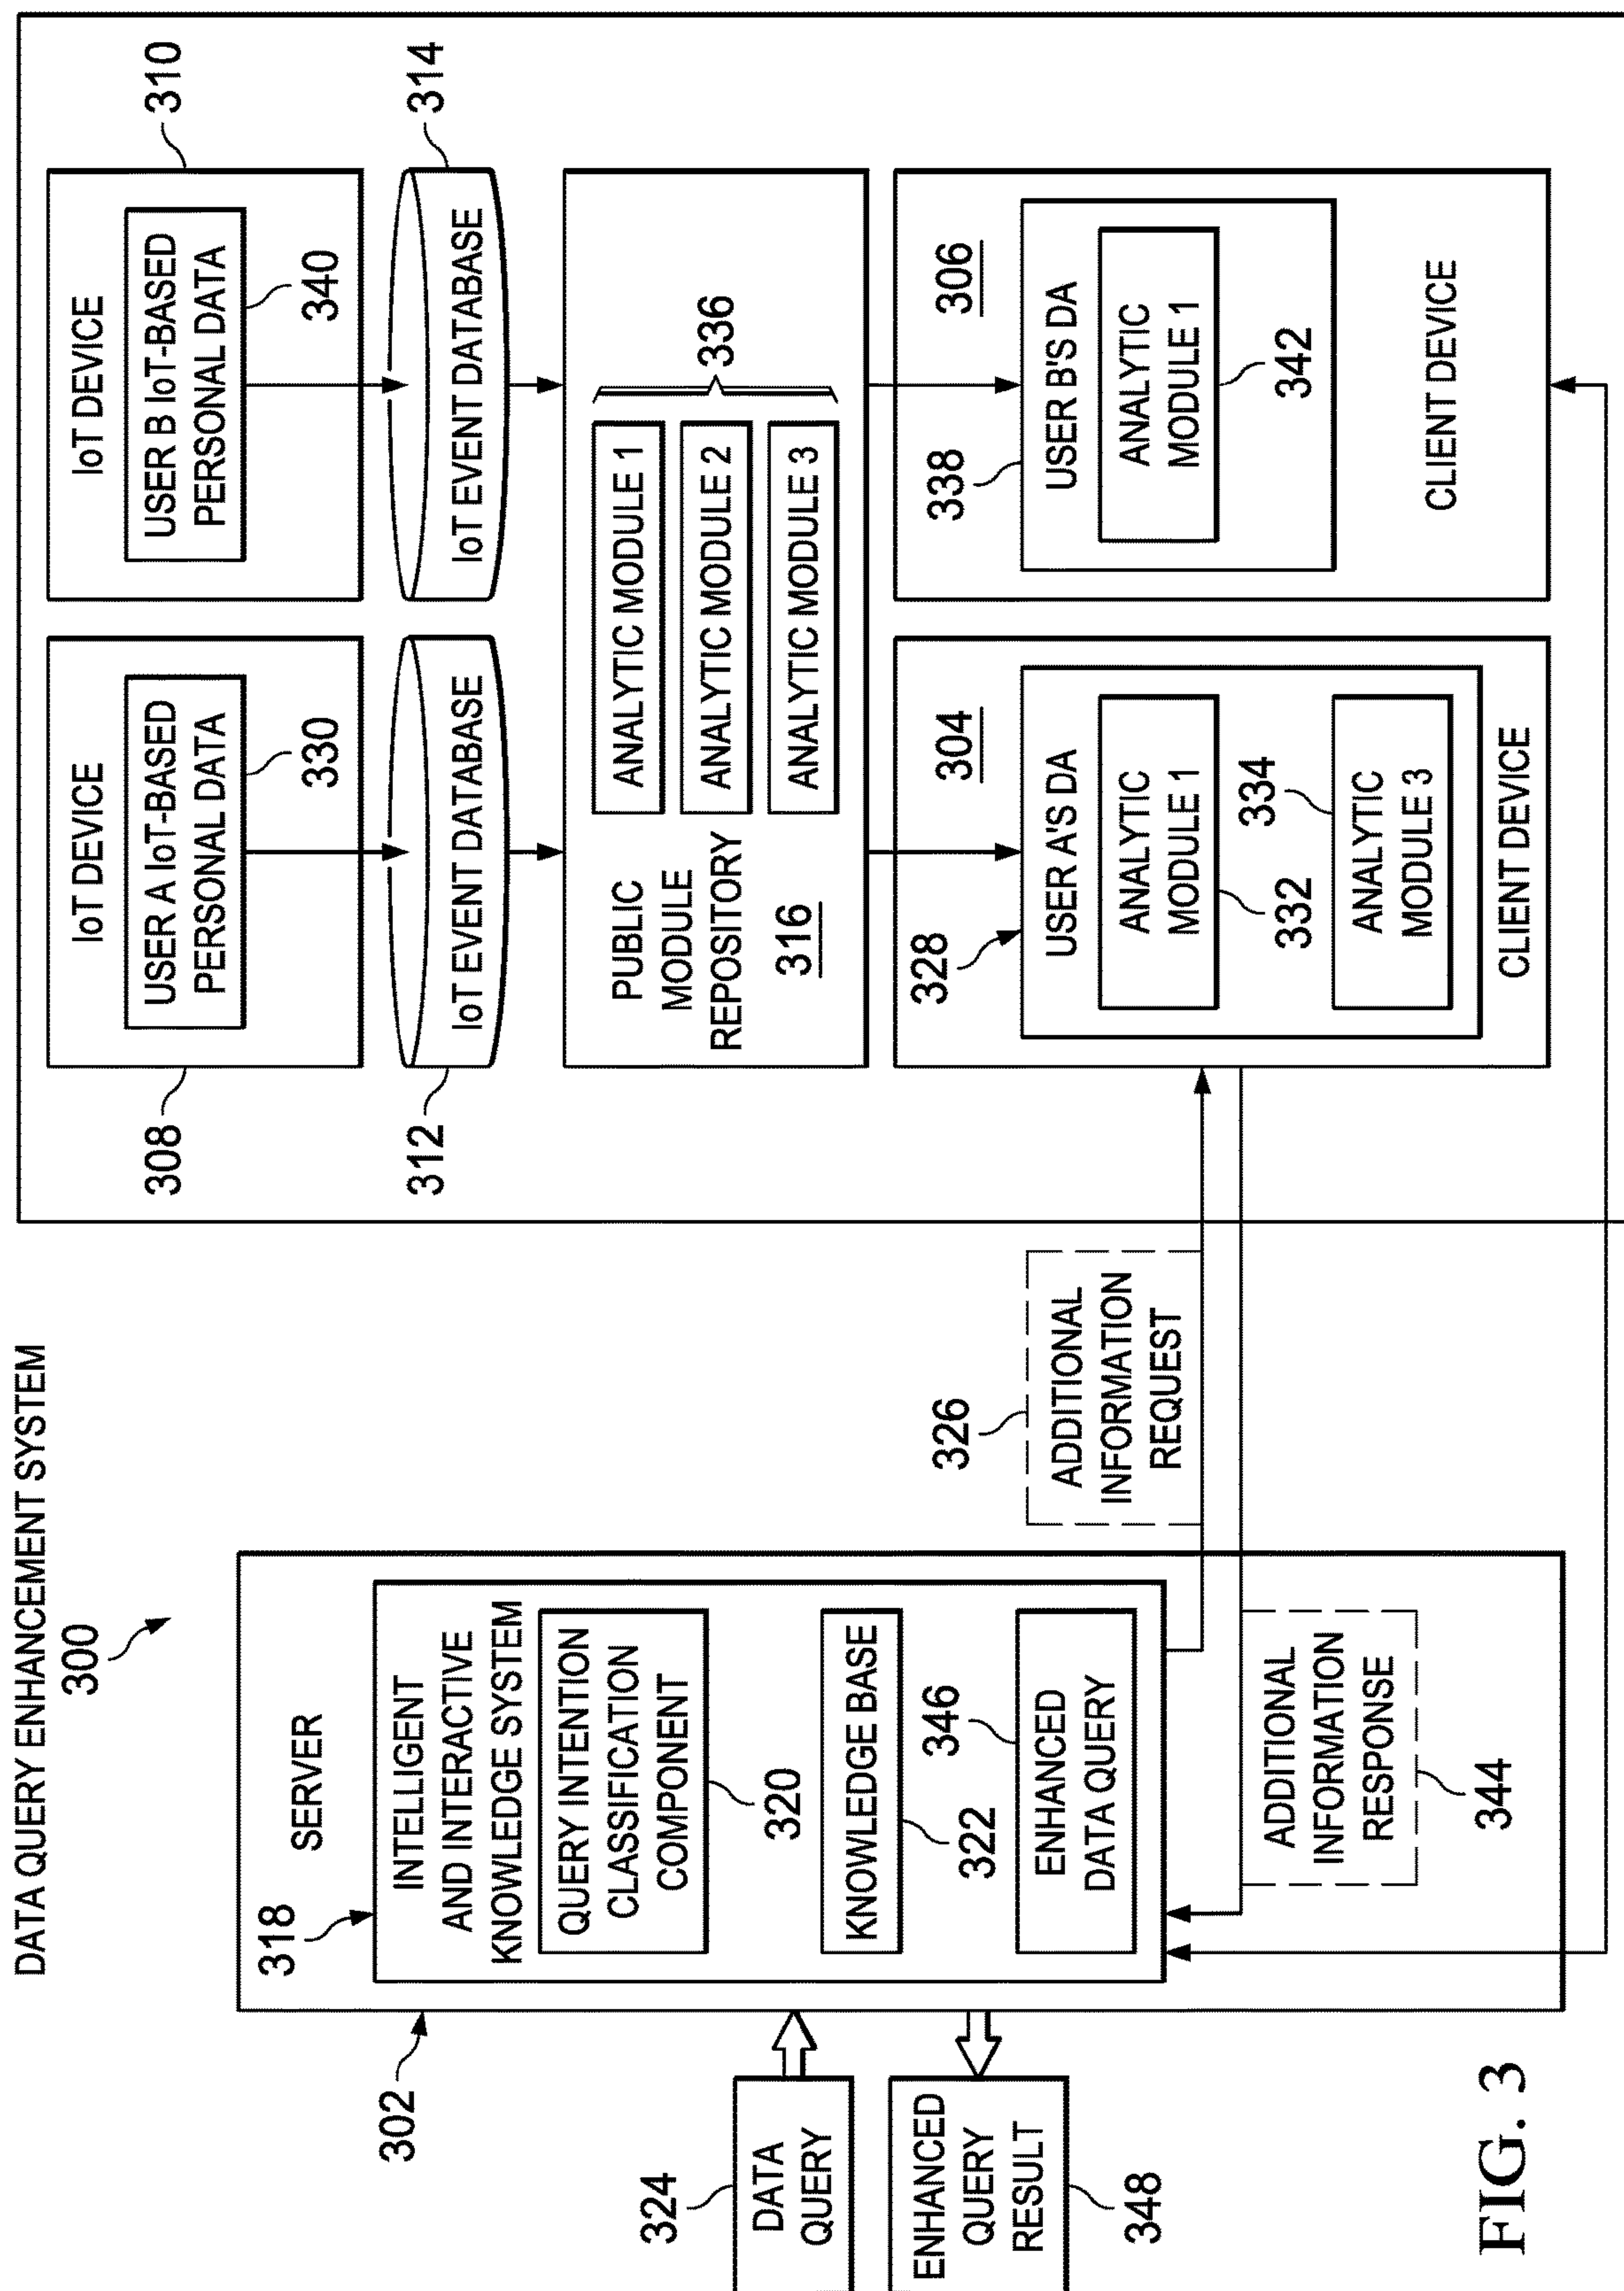 DATA QUERY ENHANCEMENT SYSTEM
300
302
SERVER
318
INTELLIGENT
AND INTERACTIVE
KNOWLEDGE SYSTEM
QUERY INTENTION
CLASSIFICATION
COMPONENT
320
KNOWLEDGE BASE
322
346
ENHANCED
DATA QUERY
324
DATA
QUERY
ENHANCED
QUERY
RESULT
348
326
ADDITIONAL
INFORMATION
REQUEST
ADDITIONAL
INFORMATION
RESPONSE
344
308
IoT DEVICE
USER A IoT-BASED
PERSONAL DATA
330
IoT DEVICE
USER B IoT-BASED
PERSONAL DATA
340
310
312
IoT EVENT DATABASE
IoT EVENT DATABASE
314
PUBLIC
MODULE
REPOSITORY
316
ANALYTIC MODULE 1
ANALYTIC MODULE 2
ANALYTIC MODULE 3
336
328
304
USER A'S DA
ANALYTIC
MODULE 1
332
334
ANALYTIC
MODULE 3
CLIENT DEVICE
338
306
USER B'S DA
ANALYTIC
MODULE 1
342
CLIENT DEVICE
FIG. 3